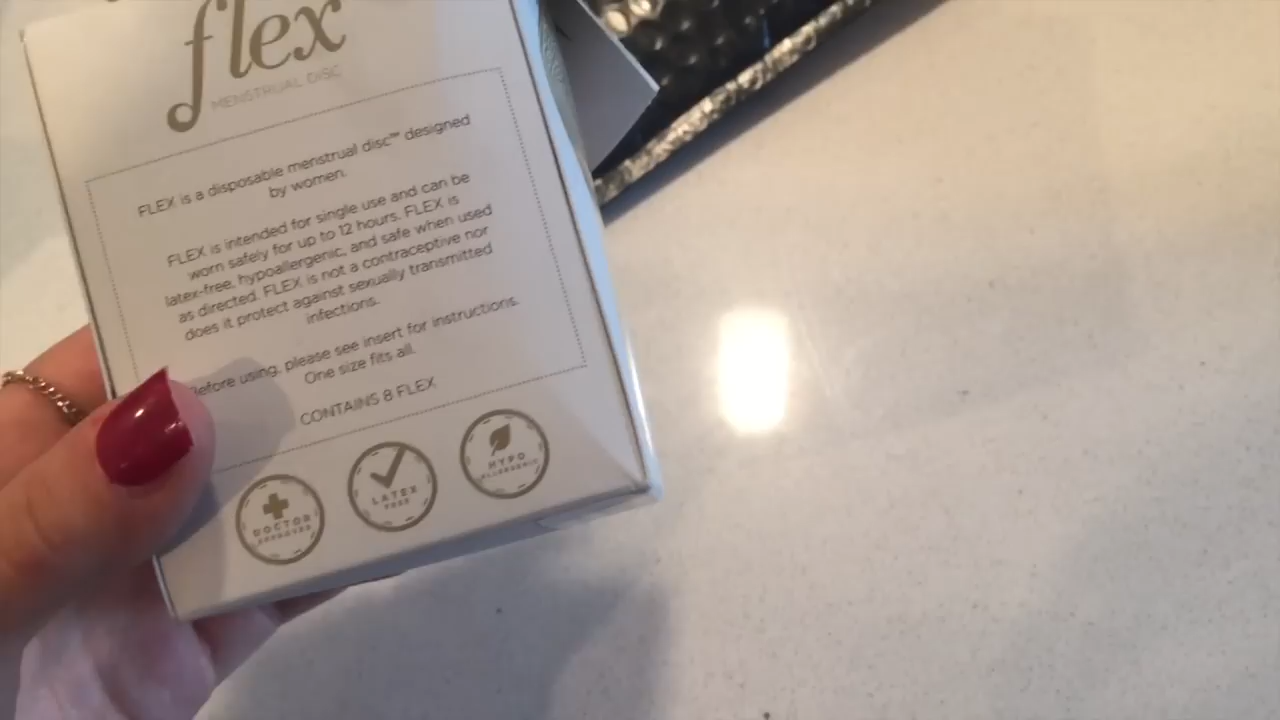 flex
MENSTRUAL DISC
FLEX is a disposable menstrual disc™ designed
by women.
FLEX is intended for single use and can be
worn safely for up to 12 hours. FLEX is
latex-free, hypoallergenic, and safe when used
as directed. FLEX is not a contraceptive nor
does it protect against sexually transmitted
infections.
Before using, please see insert for instructions.
One size fits all.
CONTAINS 8 FLEX
DOCTOR
APPROVED
LATEX
FREE
HYPO
ALLERGENIC